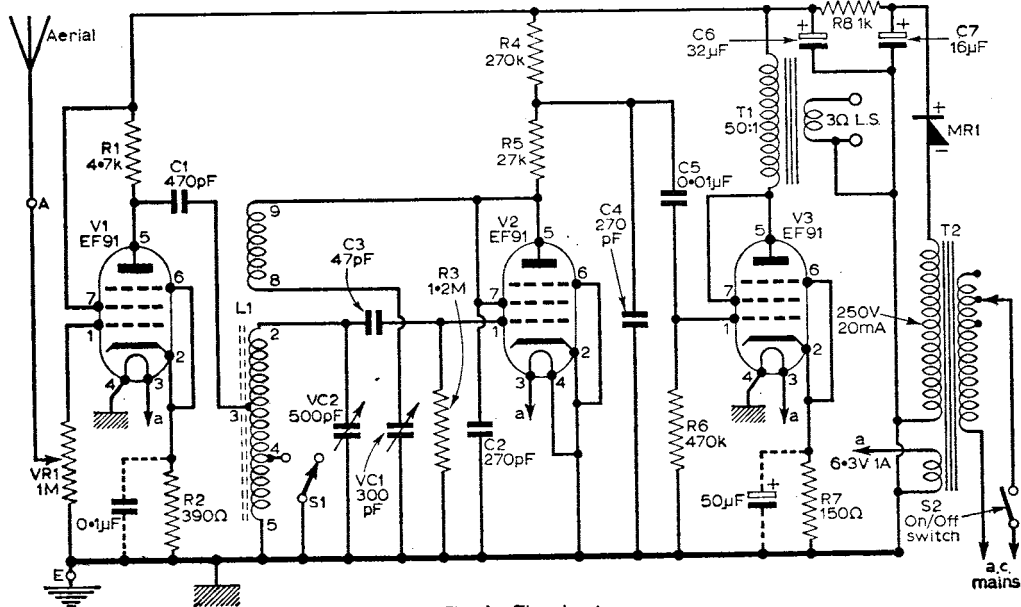 Aerial
A
R1
4·7k
C1
470pF
V1
EF91
5
6
7
1
2
4
3
a
VR1
1M
0·1µF
R2
390Ω
E
L1
9
8
2
3
4
5
S1
C3
47pF
VC2
500pF
VC1
300
pF
R3
1·2M
R4
270k
R5
27k
V2
EF91
5
6
7
1
2
3
4
a
C2
270pF
C4
270
pF
C5
0·01µF
R6
470k
V3
EF91
5
6
7
1
2
4
3
a
50µF
+
R7
150Ω
T1
50:1
3Ω L.S.
C6
32µF
+
R8 1k
+
C7
16µF
+
MR1
-
T2
250V
20mA
a
6·3V 1A
S2
On/Off
switch
a.c.
mains